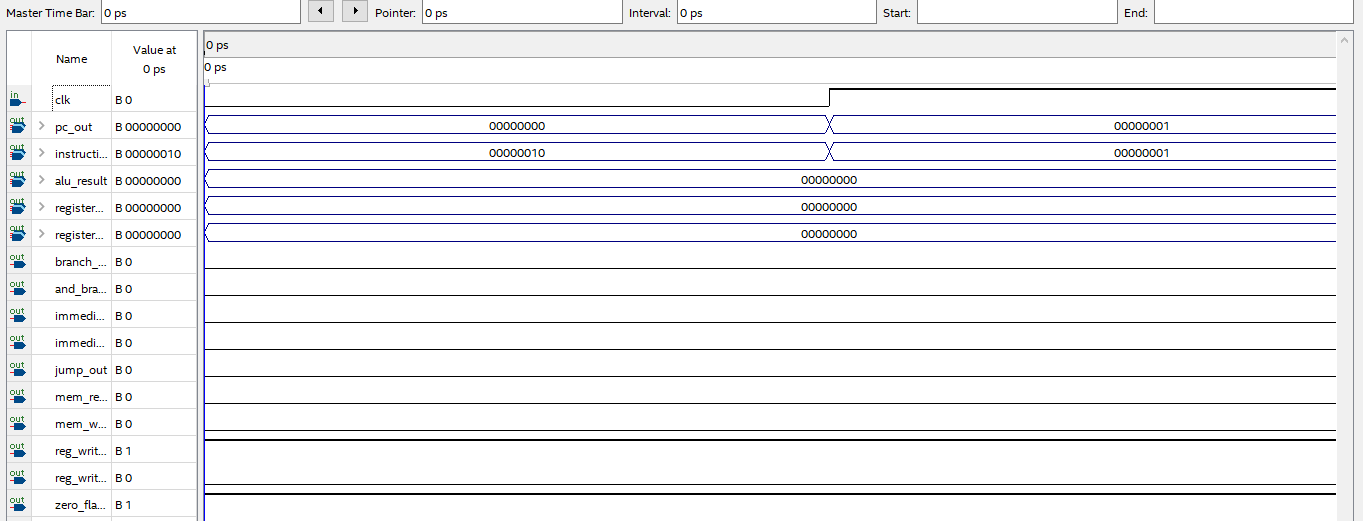 Master Time Bar: 0 ps Pointer: 0 ps Interval: 0 ps Start: End:
Name Value at 0 ps
0 ps
0 ps
in clk B 0
out pc_out B 00000000 00000000 00000001
out instructi... B 00000010 00000010 00000001
out alu_result B 00000000 00000000
out register... B 00000000 00000000
out register... B 00000000 00000000
out branch_... B 0
out and_bra... B 0
out immedi... B 0
out immedi... B 0
out jump_out B 0
out mem_re... B 0
out mem_w... B 0
out reg_writ... B 1
out reg_writ... B 0
out zero_fla... B 1